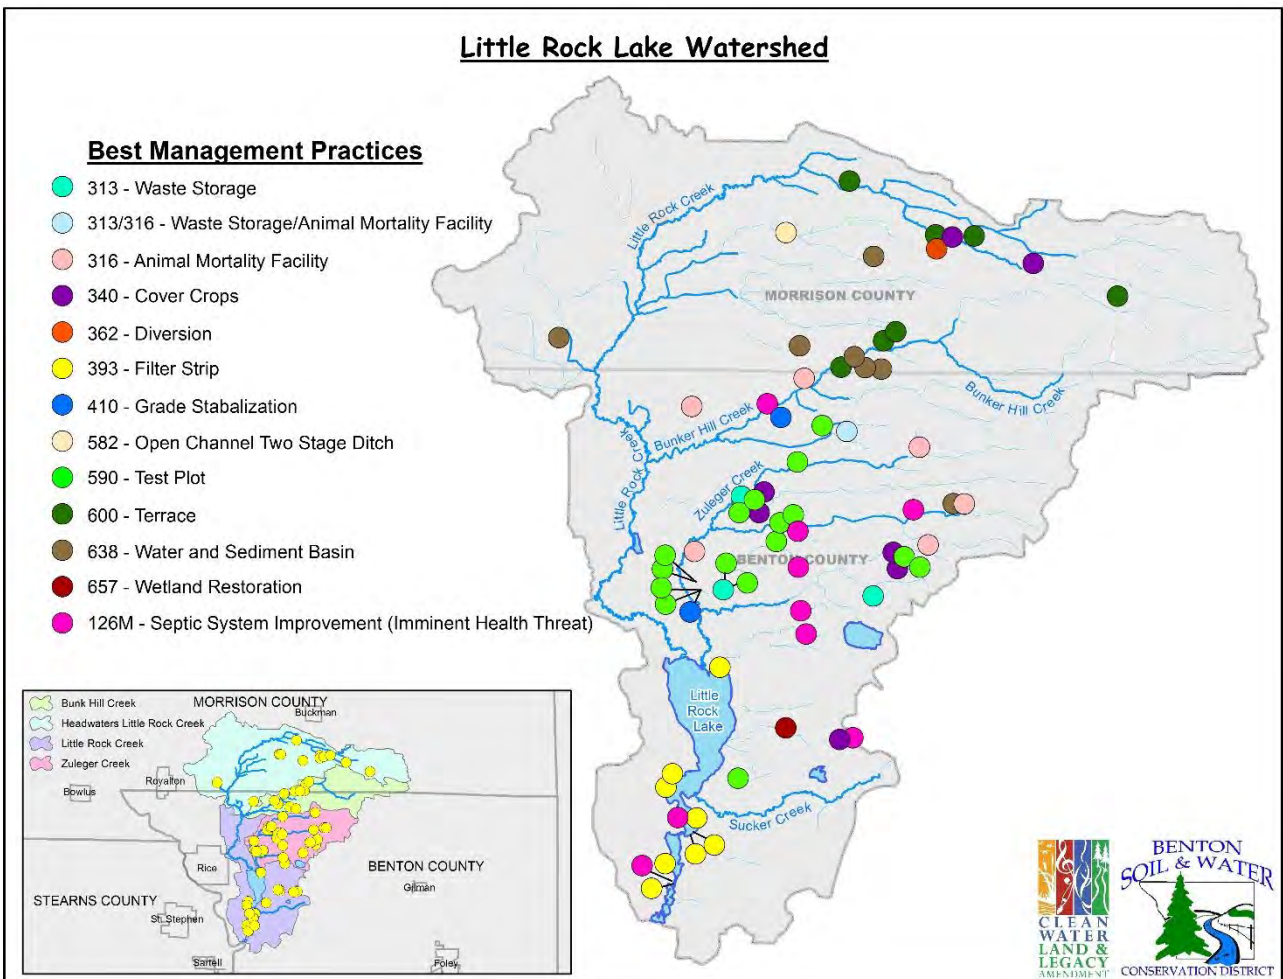 Little Rock Lake Watershed
Best Management Practices
313 - Waste Storage
313/316 - Waste Storage/Animal Mortality Facility
316 - Animal Mortality Facility
340 - Cover Crops
362 - Diversion
393 - Filter Strip
410 - Grade Stabalization
582 - Open Channel Two Stage Ditch
590 - Test Plot
600 - Terrace
638 - Water and Sediment Basin
657 - Wetland Restoration
126M - Septic System Improvement (Imminent Health Threat)
Little Rock Creek
MORRISON COUNTY
Bunker Hill Creek
Bunker Hill Creek
Little Rock Creek
Zuleger Creek
BENTON COUNTY
Little
Rock
Lake
Sucker Creek
Bunk Hill Creek
Headwaters Little Rock Creek
Little Rock Creek
Zuleger Creek
MORRISON COUNTY
Buckman
Royalton
Bowlus
Rice
BENTON COUNTY
Gilman
STEARNS COUNTY
St. Stephen
Sartell
Foley
CLEAN
WATER
LAND &
LEGACY
AMENDMENT
BENTON
SOIL & WATER
CONSERVATION DISTRICT